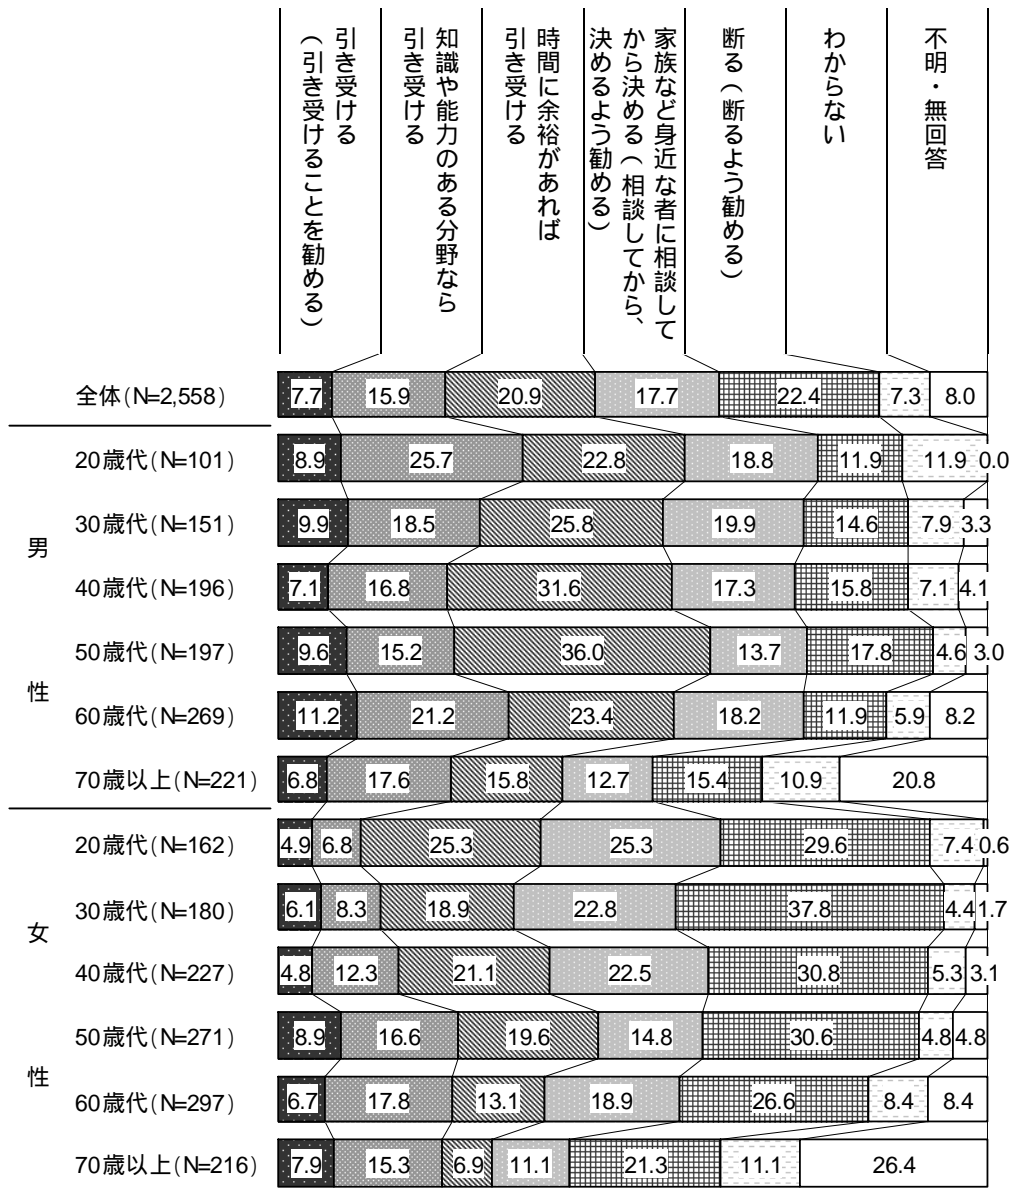 引き受ける
（引き受けることを勧める）
知識や能力のある分野なら
引き受ける
時間に余裕があれば
引き受ける
家族など身近な者に相談して
から決める（相談してから、
決めるよう勧める）
断る（断るよう勧める）
わからない
不明・無回答
全体(N=2,558) 7.7 15.9 20.9 17.7 22.4 7.3 8.0
男性
20歳代(N=101) 8.9 25.7 22.8 18.8 11.9 11.9 0.0
30歳代(N=151) 9.9 18.5 25.8 19.9 14.6 7.9 3.3
40歳代(N=196) 7.1 16.8 31.6 17.3 15.8 7.1 4.1
50歳代(N=197) 9.6 15.2 36.0 13.7 17.8 4.6 3.0
60歳代(N=269) 11.2 21.2 23.4 18.2 11.9 5.9 8.2
70歳以上(N=221) 6.8 17.6 15.8 12.7 15.4 10.9 20.8
女性
20歳代(N=162) 4.9 6.8 25.3 25.3 29.6 7.4 0.6
30歳代(N=180) 6.1 8.3 18.9 22.8 37.8 4.4 1.7
40歳代(N=227) 4.8 12.3 21.1 22.5 30.8 5.3 3.1
50歳代(N=271) 8.9 16.6 19.6 14.8 30.6 4.8 4.8
60歳代(N=297) 6.7 17.8 13.1 18.9 26.6 8.4 8.4
70歳以上(N=216) 7.9 15.3 6.9 11.1 21.3 11.1 26.4